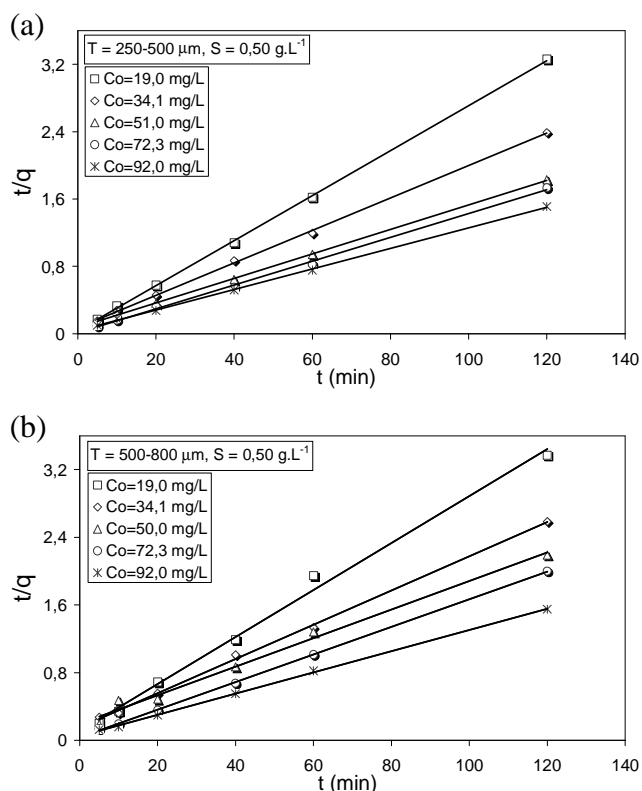 (a)
T = 250-500 μm, S = 0,50 g.L⁻¹
Co=19,0 mg/L
Co=34,1 mg/L
Co=51,0 mg/L
Co=72,3 mg/L
Co=92,0 mg/L
t/q
3,2
2,4
1,6
0,8
0
0 20 40 60 80 100 120 140
t (min)
(b)
T = 500-800 μm, S = 0,50 g.L⁻¹
Co=19,0 mg/L
Co=34,1 mg/L
Co=50,0 mg/L
Co=72,3 mg/L
Co=92,0 mg/L
t/q
3,2
2,4
1,6
0,8
0
0 20 40 60 80 100 120 140
t (min)